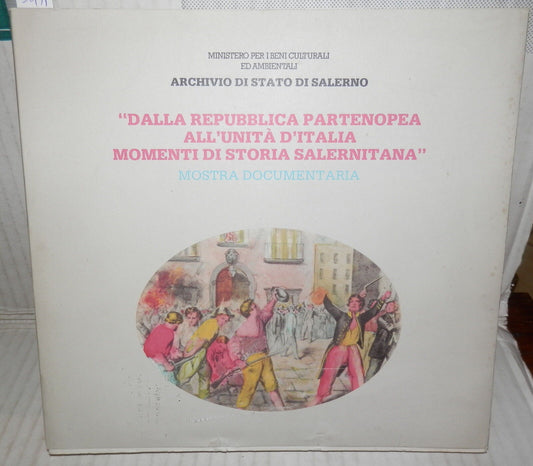 MINISTERO PER I BENI CULTURALI
ED AMBIENTALI
ARCHIVIO DI STATO DI SALERNO
"DALLA REPUBBLICA PARTENOPEA
ALL'UNITÀ D'ITALIA
MOMENTI DI STORIA SALERNITANA"
MOSTRA DOCUMENTARIA